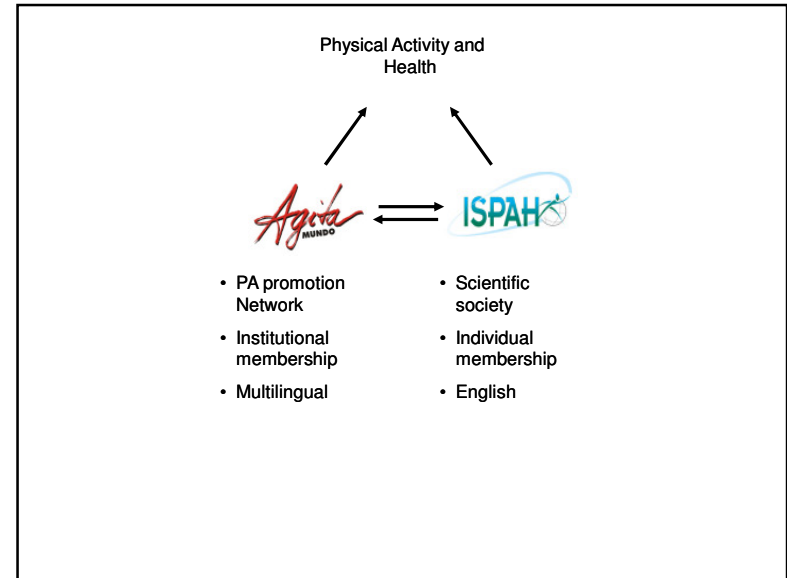 Physical Activity and
Health
Agita
MUNDO
ISPAH
• PA promotion
Network
• Institutional
membership
• Multilingual
• Scientific
society
• Individual
membership
• English